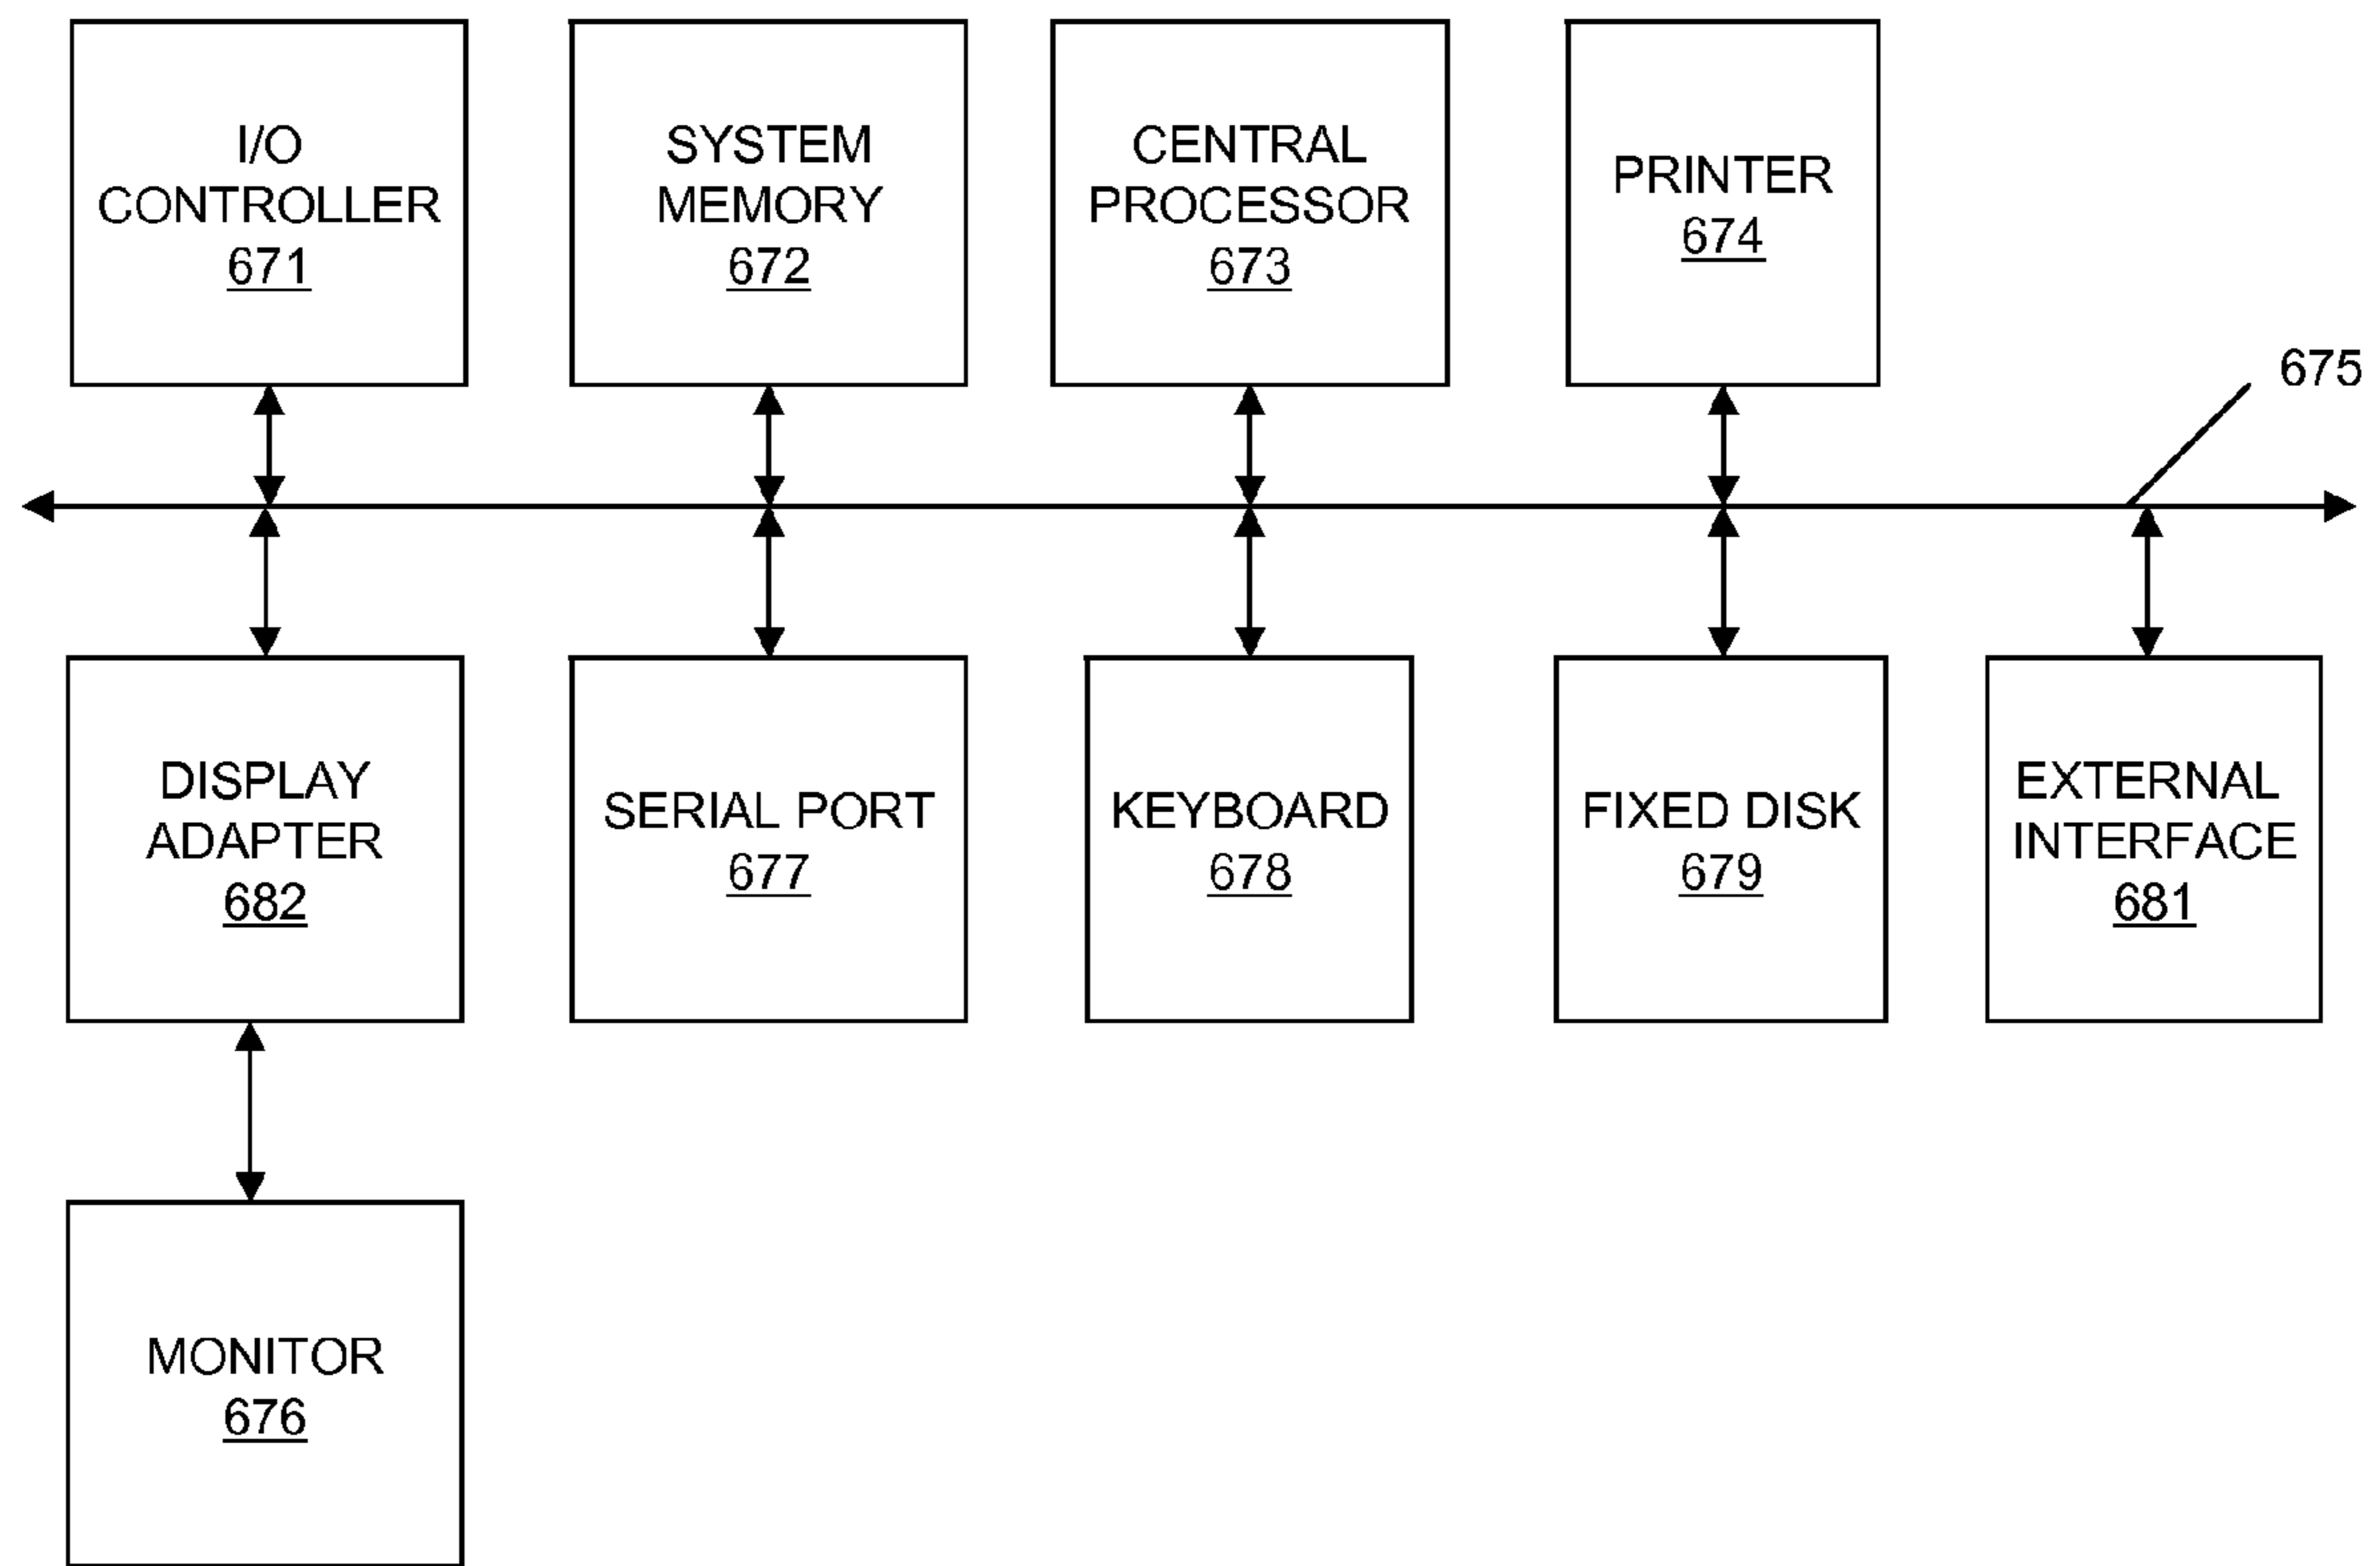 I/O
CONTROLLER
671
SYSTEM
MEMORY
672
CENTRAL
PROCESSOR
673
PRINTER
674
675
DISPLAY
ADAPTER
682
SERIAL PORT
677
KEYBOARD
678
FIXED DISK
679
EXTERNAL
INTERFACE
681
MONITOR
676